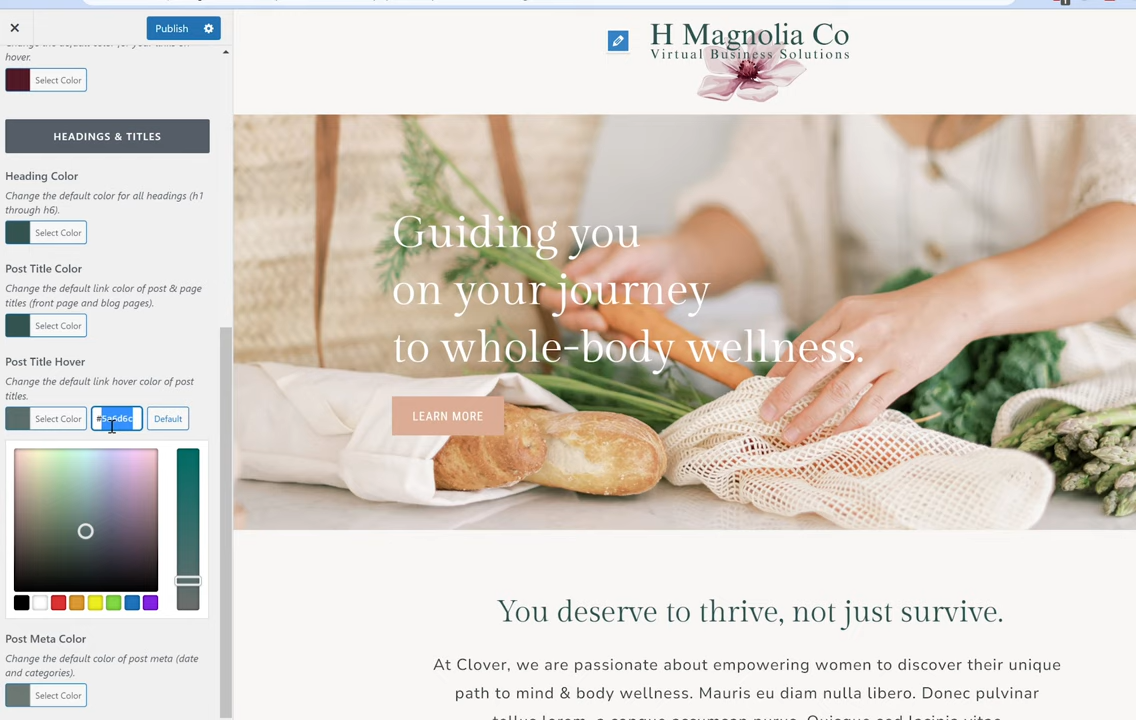 Publish
hover.
Select Color
HEADINGS & TITLES
Heading Color
Change the default color for all headings (h1
through h6).
Select Color
Post Title Color
Change the default link color of post & page
titles (front page and blog pages).
Select Color
Post Title Hover
Change the default link hover color of post
titles.
Select Color
Default
Post Meta Color
Change the default color of post meta (date
and categories).
Select Color
H Magnolia Co
Virtual Business Solutions
Guiding you
on your journey
to whole-body wellness.
LEARN MORE
You deserve to thrive, not just survive.
At Clover, we are passionate about empowering women to discover their unique
path to mind & body wellness. Mauris eu diam nulla libero. Donec pulvinar